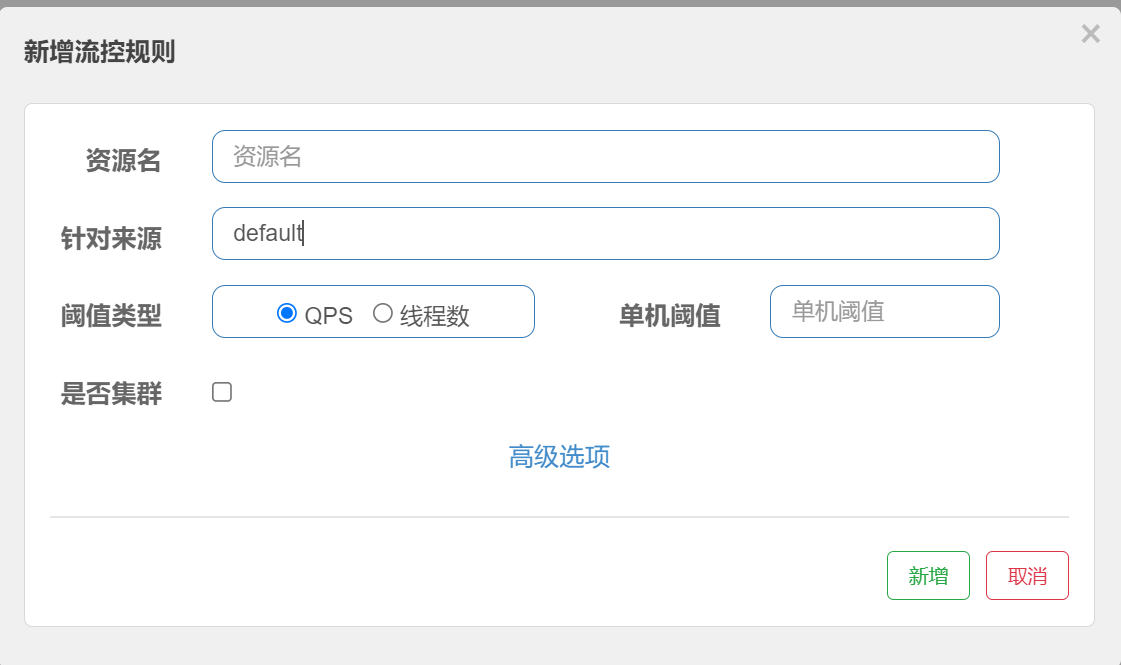 新增流控规则
×
资源名 资源名
针对来源 default
阈值类型 QPS 线程数 单机阈值 单机阈值
是否集群
高级选项
新增 取消